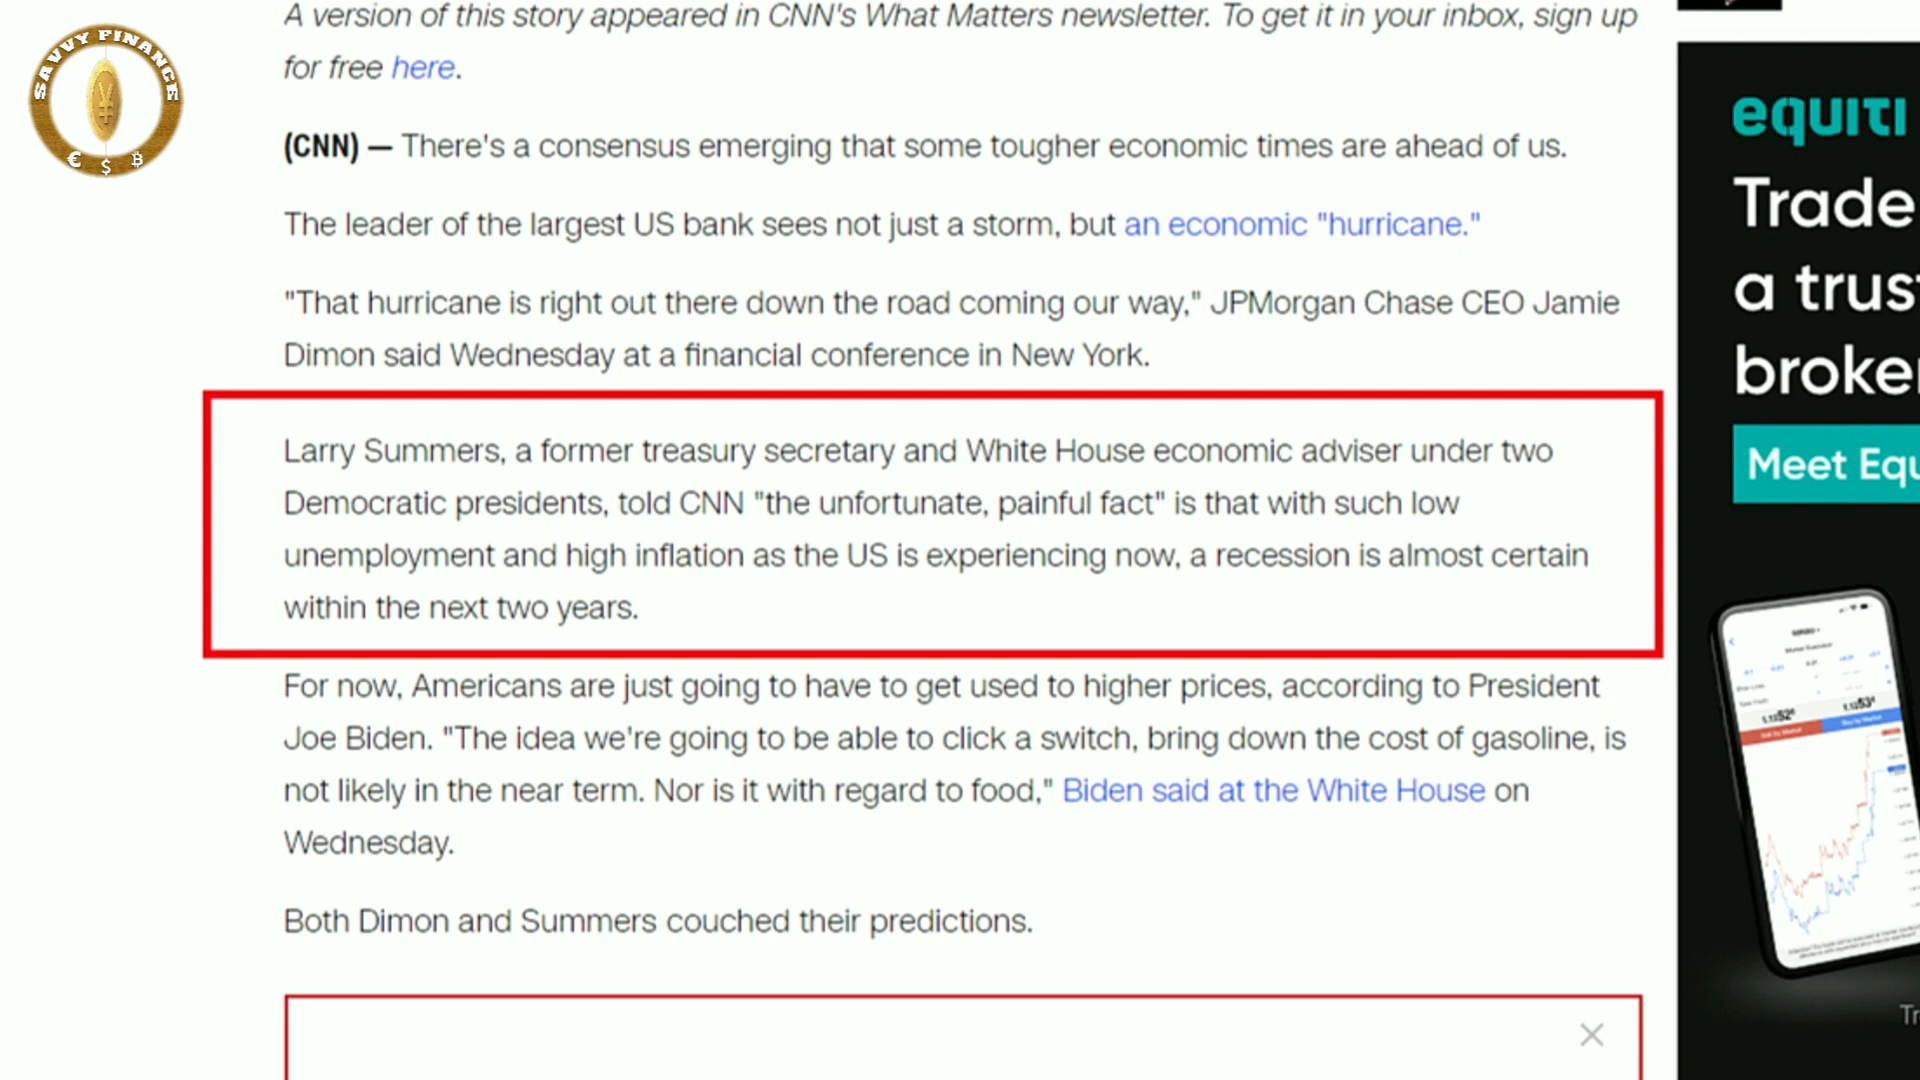 SAVVY FINANCE
¥
€ $ ₿
A version of this story appeared in CNN's What Matters newsletter. To get it in your inbox, sign up
for free here.
(CNN) — There's a consensus emerging that some tougher economic times are ahead of us.
The leader of the largest US bank sees not just a storm, but an economic "hurricane."
"That hurricane is right out there down the road coming our way," JPMorgan Chase CEO Jamie
Dimon said Wednesday at a financial conference in New York.
Larry Summers, a former treasury secretary and White House economic adviser under two
Democratic presidents, told CNN "the unfortunate, painful fact" is that with such low
unemployment and high inflation as the US is experiencing now, a recession is almost certain
within the next two years.
For now, Americans are just going to have to get used to higher prices, according to President
Joe Biden. "The idea we're going to be able to click a switch, bring down the cost of gasoline, is
not likely in the near term. Nor is it with regard to food," Biden said at the White House on
Wednesday.
Both Dimon and Summers couched their predictions.
equiti
Trade
a trust
broker
Meet Equ
Tr